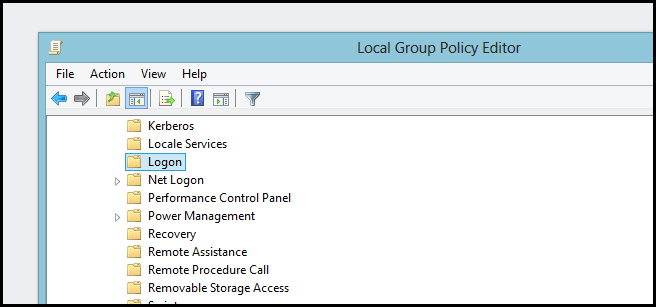 Local Group Policy Editor
File Action View Help
Kerberos
Locale Services
Logon
Net Logon
Performance Control Panel
Power Management
Recovery
Remote Assistance
Remote Procedure Call
Removable Storage Access